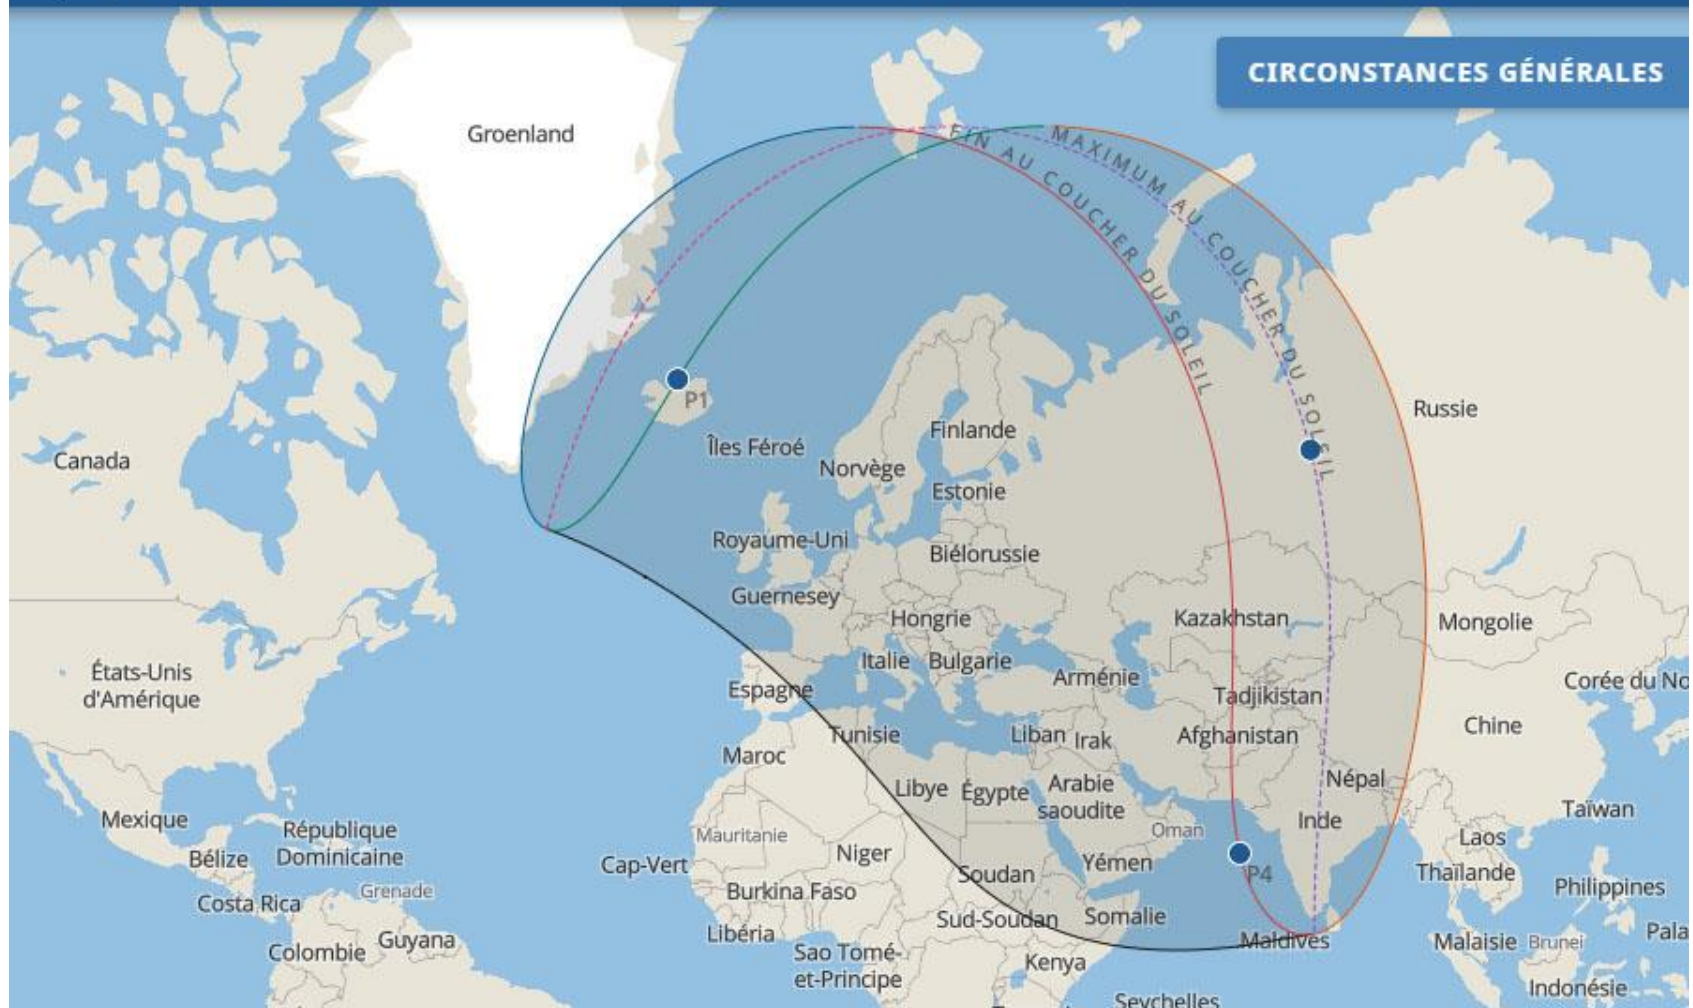 CIRCONSTANCES GÉNÉRALES
Groenland
FIN AU COUCHER DU SOLEIL
MAXIMUM AU COUCHER DU SOLEIL
P1
Russie
Finlande
Îles Féroé
Canada
Norvège
Estonie
Royaume-Uni
Biélorussie
Guernesey
Hongrie
Kazakhstan
Mongolie
Italie
Bulgarie
États-Unis
d'Amérique
Arménie
Corée du No
Espagne
Tadjikistan
Chine
Tunisie
Liban
Irak
Afghanistan
Maroc
Libye
Égypte
Arabie
saoudite
Népal
Mexique
République
Dominicaine
Mauritanie
Oman
Inde
Taïwan
Laos
Bélize
Cap-Vert
Niger
Yémen
P4
Thaïlande
Soudan
Philippines
Grenade
Burkina Faso
Costa Rica
Sud-Soudan
Somalie
Libéria
Maldives
Malaisie
Brunei
Pala
Colombie
Guyana
Sao Tomé-
et-Principe
Kenya
Indonésie
Seychelles